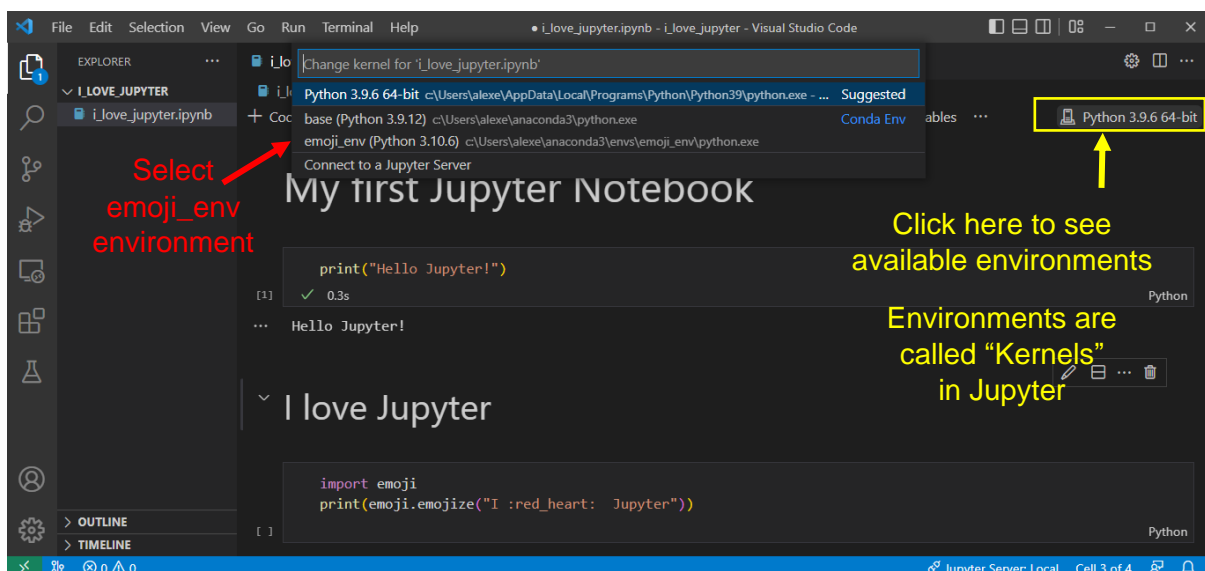 File Edit Selection View Go Run Terminal Help
● i_love_jupyter.ipynb - i_love_jupyter - Visual Studio Code
EXPLORER ...
i_lo
Change kernel for 'i_love_jupyter.ipynb'
I_LOVE_JUPYTER
Python 3.9.6 64-bit c:\Users\alexe\AppData\Local\Programs\Python\Python39\python.exe - ... Suggested
i_love_jupyter.ipynb
+ Coc
base (Python 3.9.12) c:\Users\alexe\anaconda3\python.exe Conda Env
ables ...
Python 3.9.6 64-bit
emoji_env (Python 3.10.6) c:\Users\alexe\anaconda3\envs\emoji_env\python.exe
Connect to a Jupyter Server
Select
emoji_env
environment
My first Jupyter Notebook
Click here to see
available environments
print("Hello Jupyter!")
[1] ✓ 0.3s Python
... Hello Jupyter!
Environments are
called “Kernels”
in Jupyter
I love Jupyter
import emoji
print(emoji.emojize("I :red_heart: Jupyter"))
[ ] Python
> OUTLINE
> TIMELINE
1
0 0
Jupyter Server: Local Cell 3 of 4